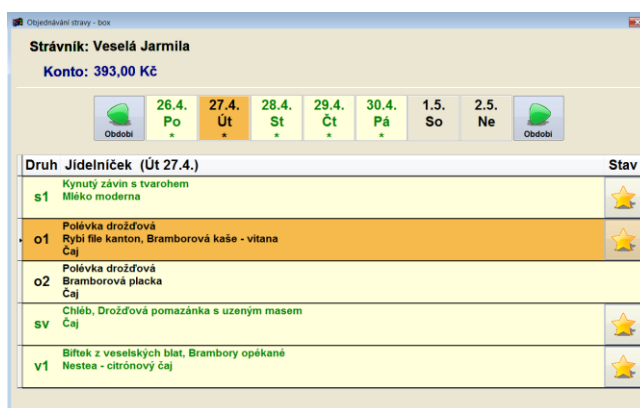 Objednávání stravy - box
Strávník: Veselá Jarmila
Konto: 393,00 Kč
Období
26.4.
Po
*
27.4.
Út
*
28.4.
St
*
29.4.
Čt
*
30.4.
Pá
*
1.5.
So
2.5.
Ne
Období
Druh Jídelníček (Út 27.4.) Stav
s1
Kynutý závin s tvarohem
Mléko moderna
o1
Polévka drožďová
Rybí file kanton, Bramborová kaše - vitana
Čaj
o2
Polévka drožďová
Bramborová placka
Čaj
sv
Chléb, Drožďová pomazánka s uzeným masem
Čaj
v1
Biftek z veselských blat, Brambory opékané
Nestea - citrónový čaj